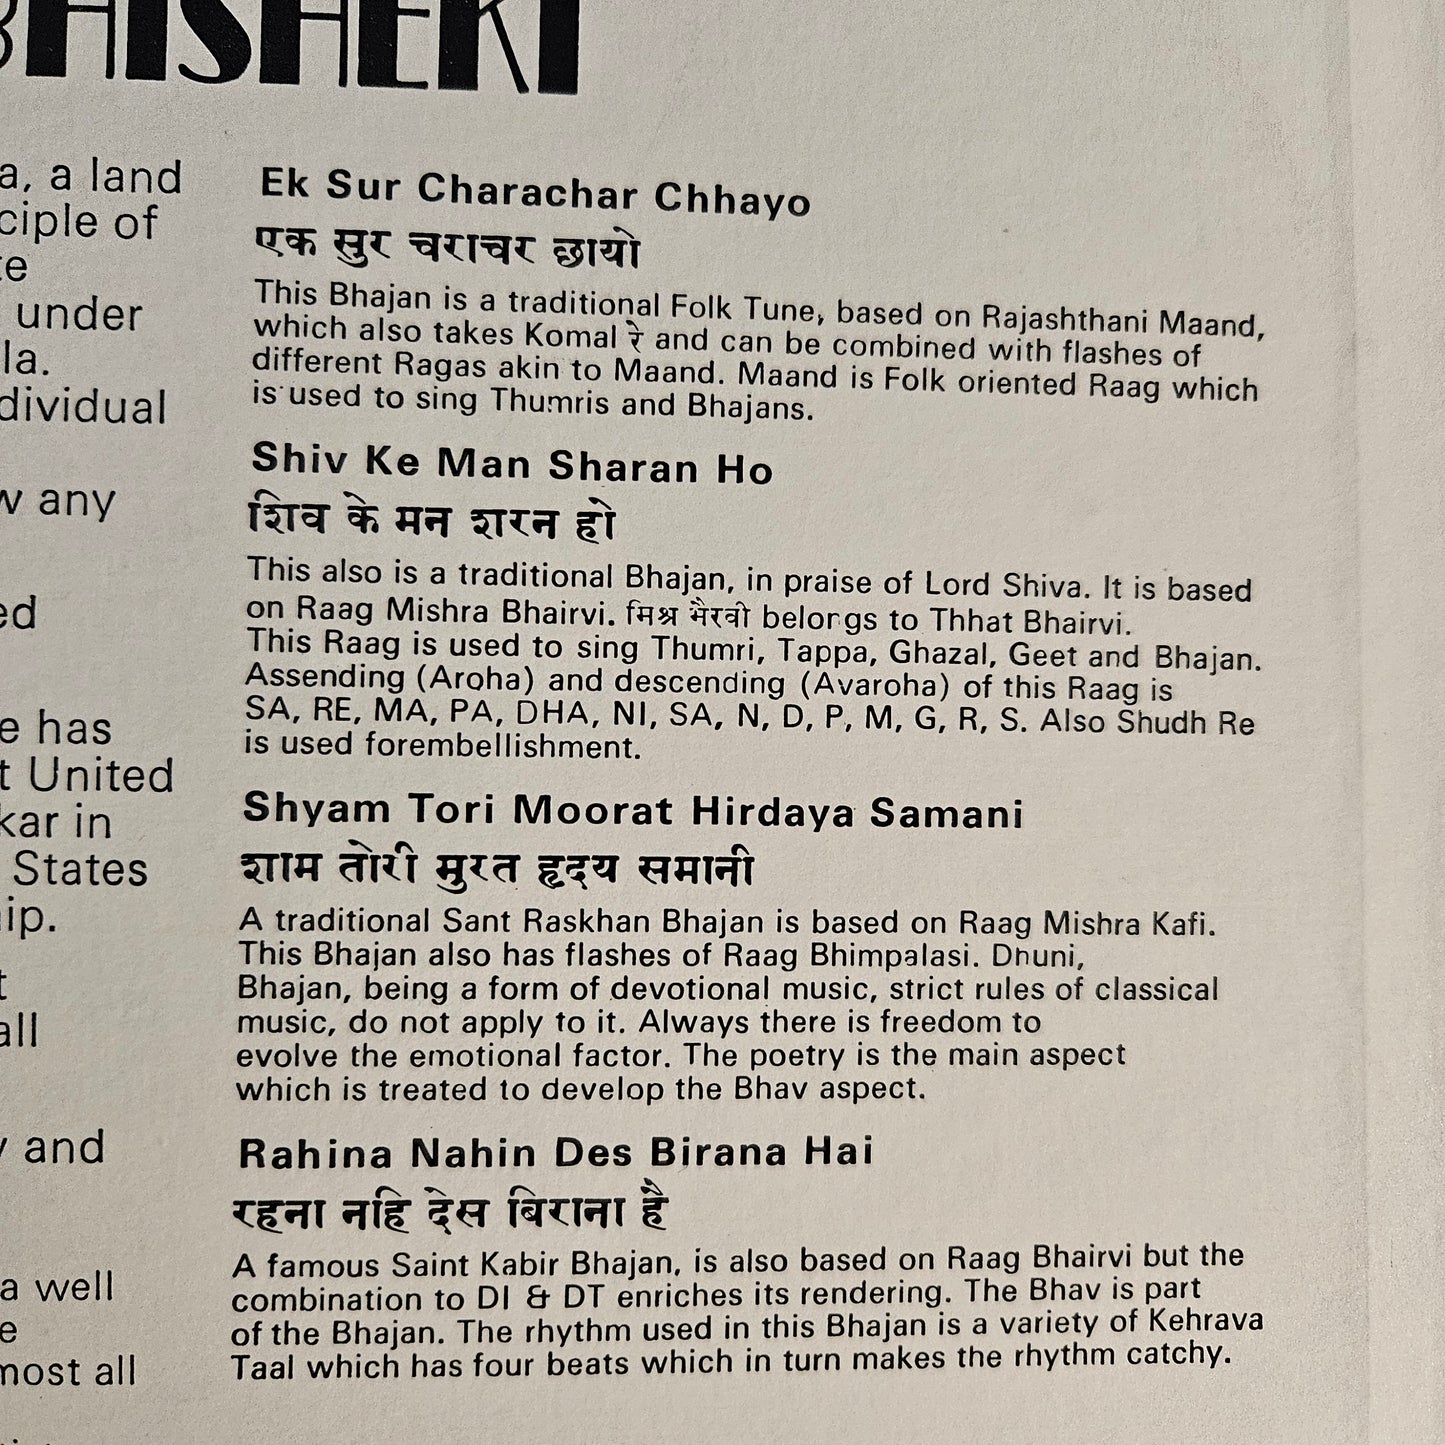 BHISHEKI
a, a land
ciple of
te
under
la.
dividual
w any
ed
e has
t United
kar in
States
ip.
t
all
y and
a well
e
most all
Ek Sur Charachar Chhayo
एक सुर चराचर छायो
This Bhajan is a traditional Folk Tune, based on Rajashthani Maand,
which also takes Komal रे and can be combined with flashes of
different Ragas akin to Maand. Maand is Folk oriented Raag which
is used to sing Thumris and Bhajans.
Shiv Ke Man Sharan Ho
शिव के मन शरन हो
This also is a traditional Bhajan, in praise of Lord Shiva. It is based
on Raag Mishra Bhairvi. मिश्र भैरवी belorgs to Thhat Bhairvi.
This Raag is used to sing Thumri, Tappa, Ghazal, Geet and Bhajan.
Assending (Aroha) and descending (Avaroha) of this Raag is
SA, RE, MA, PA, DHA, NI, SA, N, D, P, M, G, R, S. Also Shudh Re
is used forembellishment.
Shyam Tori Moorat Hirdaya Samani
शाम तोरी मुरत हृदय समानी
A traditional Sant Raskhan Bhajan is based on Raag Mishra Kafi.
This Bhajan also has flashes of Raag Bhimpalasi. Dhuni,
Bhajan, being a form of devotional music, strict rules of classical
music, do not apply to it. Always there is freedom to
evolve the emotional factor. The poetry is the main aspect
which is treated to develop the Bhav aspect.
Rahina Nahin Des Birana Hai
रहना नहि देस बिराना है
A famous Saint Kabir Bhajan, is also based on Raag Bhairvi but the
combination to DI & DT enriches its rendering. The Bhav is part
of the Bhajan. The rhythm used in this Bhajan is a variety of Kehrava
Taal which has four beats which in turn makes the rhythm catchy.